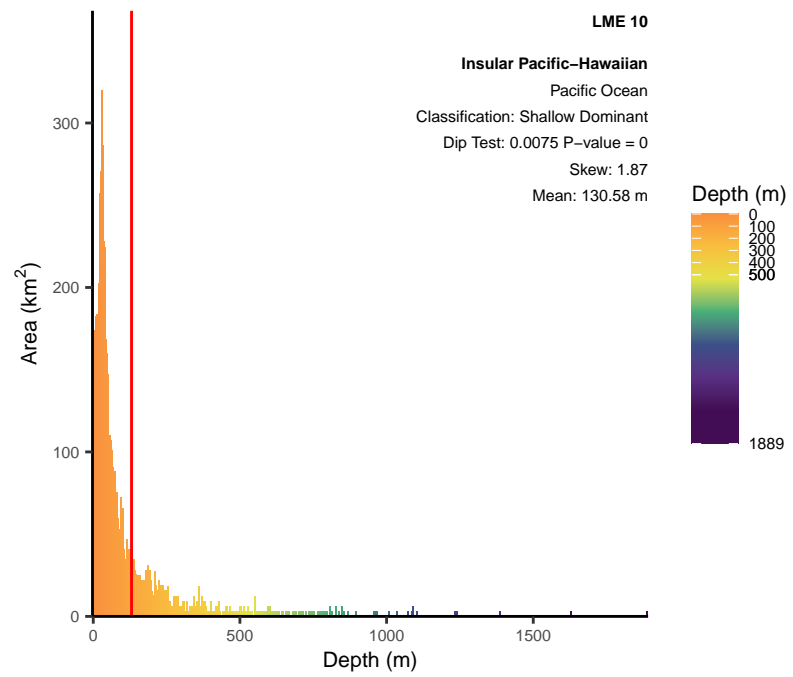 LME 10
Insular Pacific−Hawaiian
Pacific Ocean
Classification: Shallow Dominant
Dip Test: 0.0075 P−value = 0
Skew: 1.87
Mean: 130.58 m
Area (km²)
300
200
100
0
0 500 1000 1500
Depth (m)
Depth (m)
0
100
200
300
400
500
1889